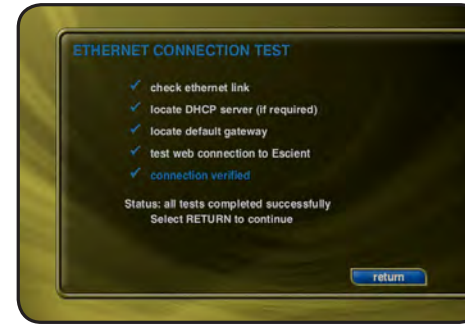 ETHERNET CONNECTION TEST
check ethernet link
locate DHCP server (if required)
locate default gateway
test web connection to Escient
connection verified
Status: all tests completed successfully
Select RETURN to continue
return